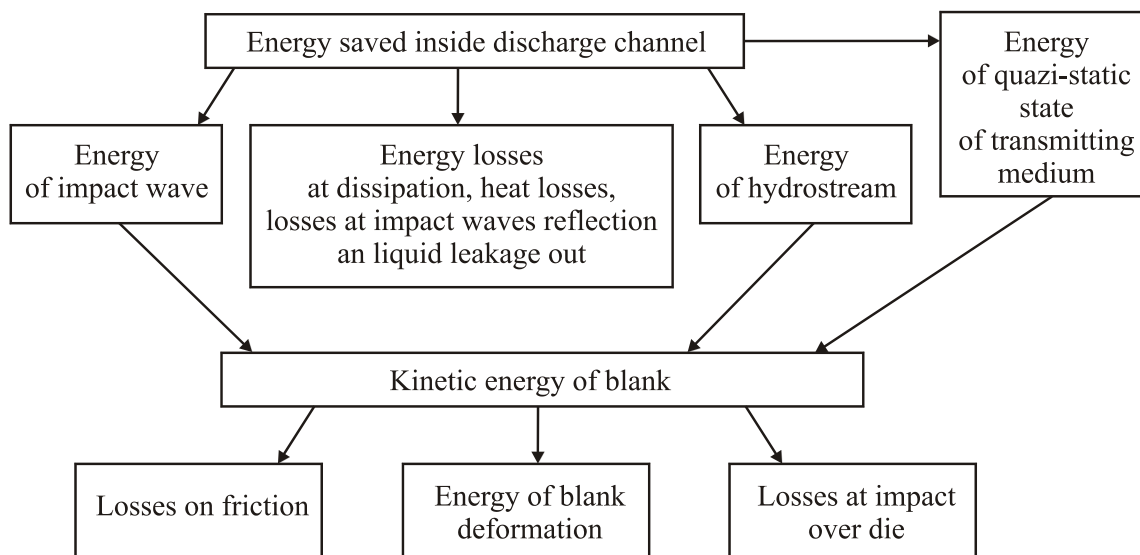 Energy saved inside discharge channel
Energy
of quazi-static
state
of transmitting
medium
Energy
of impact wave
Energy losses
at dissipation, heat losses,
losses at impact waves reflection
an liquid leakage out
Energy
of hydrostream
Kinetic energy of blank
Losses on friction
Energy of blank
deformation
Losses at impact
over die